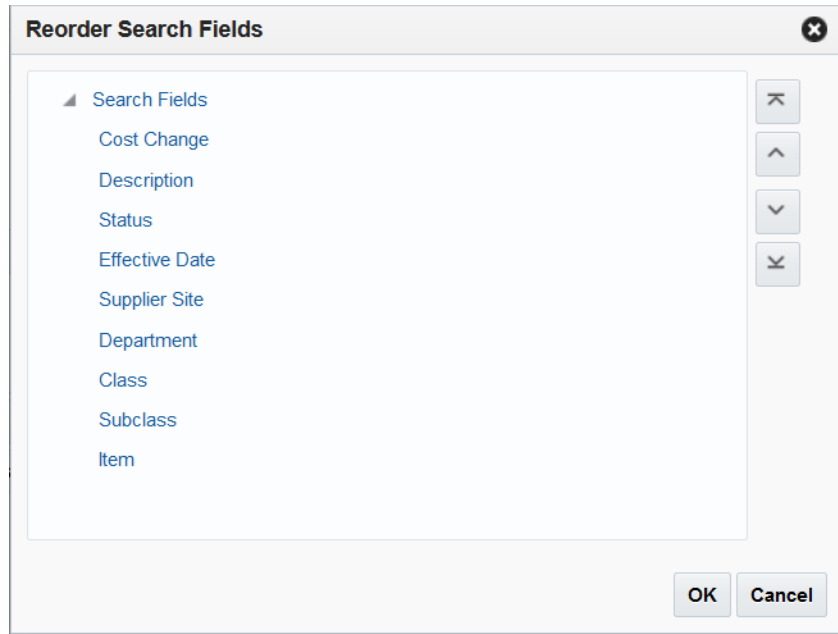 Reorder Search Fields
Search Fields
Cost Change
Description
Status
Effective Date
Supplier Site
Department
Class
Subclass
Item
OK Cancel